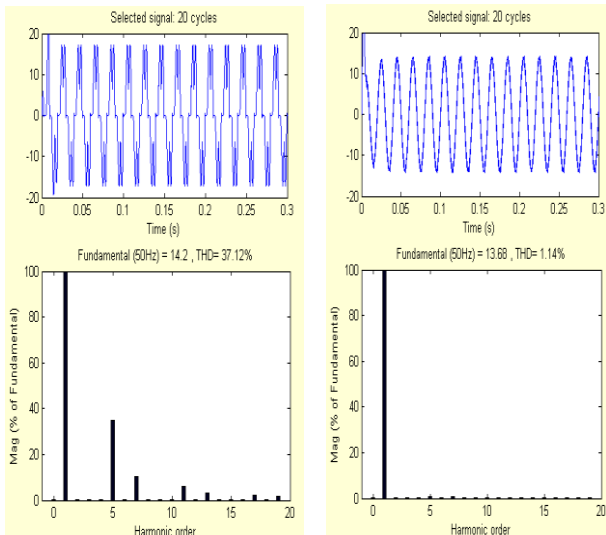 Selected signal: 20 cycles
20
10
0
-10
-20
0 0.05 0.1 0.15 0.2 0.25 0.3
Time (s)
Fundamental (50Hz) = 14.2 , THD= 37.12%
Mag (% of Fundamental)
100
80
60
40
20
0
0 5 10 15 20
Harmonic order
Selected signal: 20 cycles
20
10
0
-10
-20
0 0.05 0.1 0.15 0.2 0.25 0.3
Time (s)
Fundamental (50Hz) = 13.68 , THD= 1.14%
Mag (% of Fundamental)
100
80
60
40
20
0
0 5 10 15 20
Harmonic order